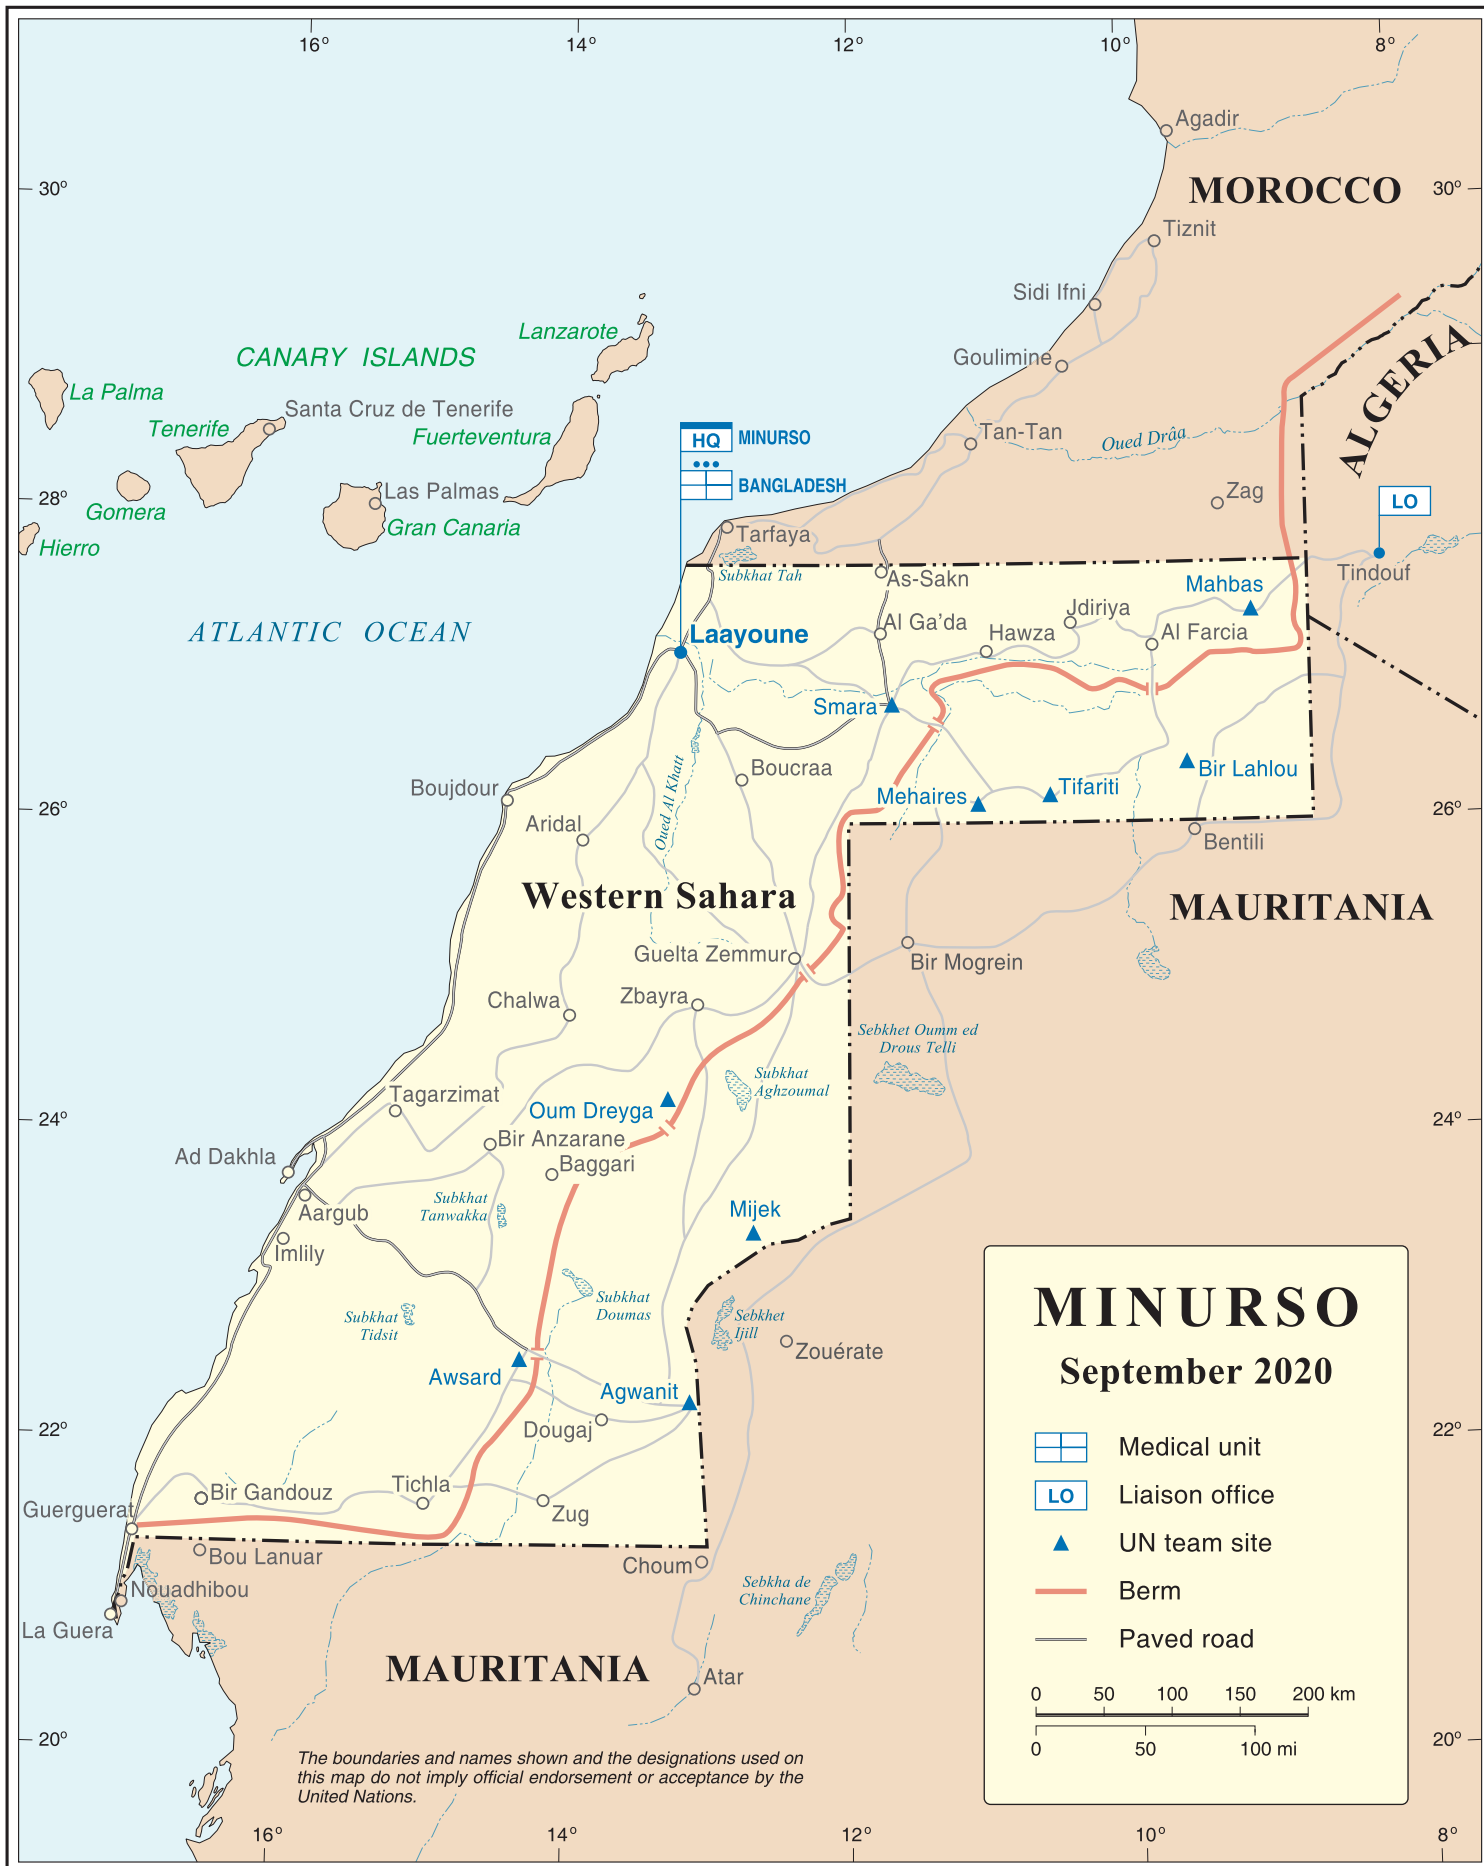 16°
14°
12°
10°
8°
Agadir
30°
MOROCCO
30°
Tiznit
Sidi Ifni
Lanzarote
CANARY ISLANDS
Goulimine
ALGERIA
La Palma
Santa Cruz de Tenerife
Tenerife
Fuerteventura
Tan-Tan
Oued Drâa
HQ
MINURSO
BANGLADESH
28°
Las Palmas
Zag
LO
Gomera
Gran Canaria
Hierro
Tarfaya
Subkhat Tah
As-Sakn
Tindouf
Mahbas
Jdiriya
ATLANTIC OCEAN
Laayoune
Al Ga'da
Hawza
Al Farcia
Smara
Boucraa
Bir Lahlou
Boujdour
Mehaires
Tifariti
26°
26°
Oued Al Khatt
Aridal
Bentili
Western Sahara
MAURITANIA
Guelta Zemmur
Bir Mogrein
Chalwa
Zbayra
Sebkhet Oumm ed
Drous Telli
Subkhat
Aghzoumal
Tagarzimat
Oum Dreyga
24°
24°
Bir Anzarane
Ad Dakhla
Baggari
Subkhat
Tanwakka
Aargub
Mijek
Imlily
Subkhat
Doumas
Subkhat
Tidsit
Sebkhet
Ijill
Zouérate
Awsard
Agwanit
22°
22°
Dougaj
Tichla
Bir Gandouz
Zug
Guerguerat
Bou Lanuar
Choum
Nouadhibou
Sebkha de
Chinchane
La Guera
MAURITANIA
Atar
20°
20°
MINURSO
September 2020
Medical unit
LO
Liaison office
UN team site
Berm
Paved road
0 50 100 150 200 km
0 50 100 mi
The boundaries and names shown and the designations used on
this map do not imply official endorsement or acceptance by the
United Nations.
16°
14°
12°
10°
8°